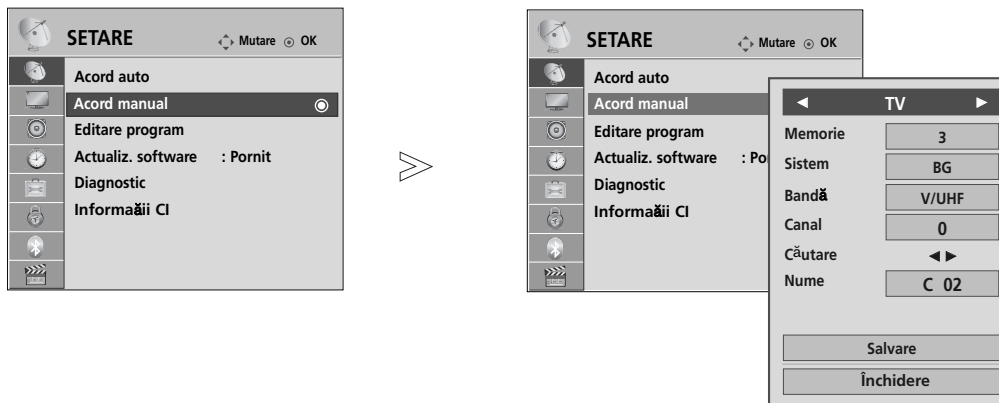 SETARE Mutare OK
Acord auto
Acord manual
Editare program
Actualiz. software : Pornit
Diagnostic
Informaăii CI
SETARE Mutare OK
Acord auto
Acord manual
Editare program
Actualiz. software : Po
Diagnostic
Informaăii CI
TV
Memorie 3
Sistem BG
Bandă V/UHF
Canal 0
Căutare
Nume C 02
Salvare
Închidere